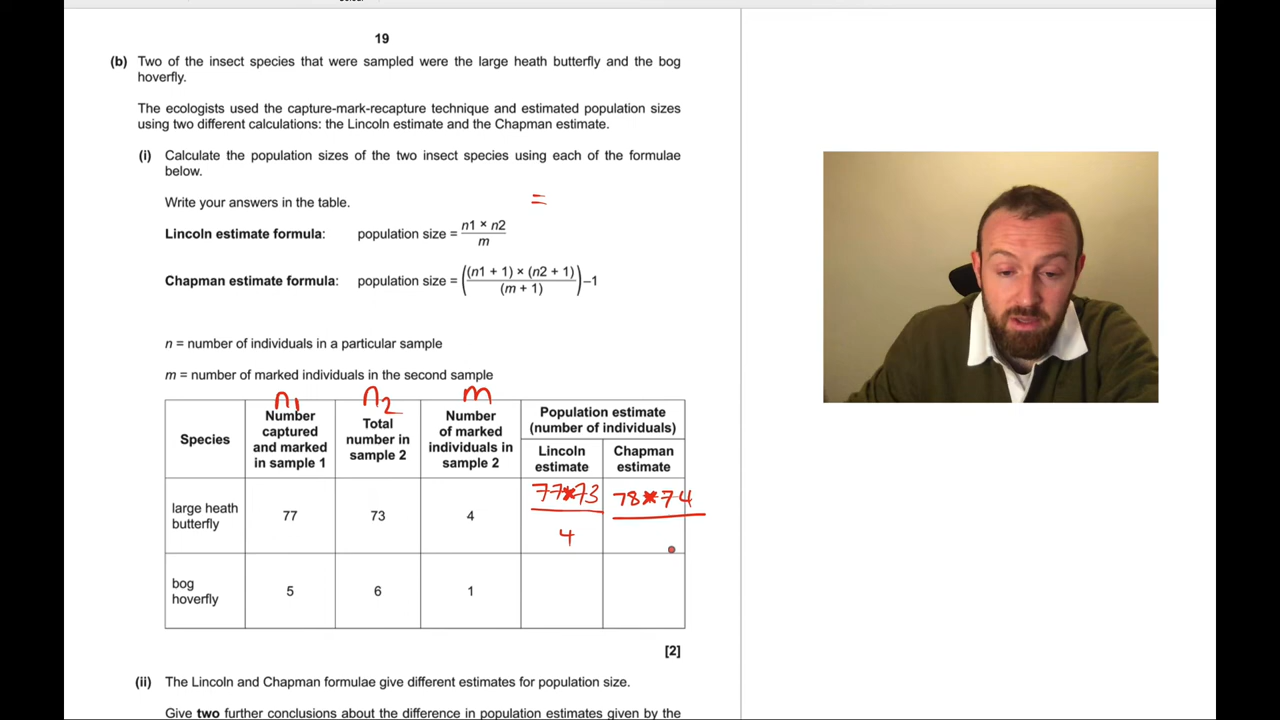 19
(b) Two of the insect species that were sampled were the large heath butterfly and the bog
hoverfly.
The ecologists used the capture-mark-recapture technique and estimated population sizes
using two different calculations: the Lincoln estimate and the Chapman estimate.
(i) Calculate the population sizes of the two insect species using each of the formulae
below.
Write your answers in the table.
=
Lincoln estimate formula: population size = n1 × n2 / m
Chapman estimate formula: population size = ((n1 + 1) × (n2 + 1) / (m + 1)) –1
n = number of individuals in a particular sample
m = number of marked individuals in the second sample
n1 n2 m
Species
Number
captured
and marked
in sample 1
Total
number in
sample 2
Number
of marked
individuals in
sample 2
Population estimate
(number of individuals)
Lincoln
estimate
Chapman
estimate
large heath
butterfly
77
73
4
77*73
4
78*74
bog
hoverfly
5
6
1
[2]
(ii) The Lincoln and Chapman formulae give different estimates for population size.
Give two further conclusions about the difference in population estimates given by the